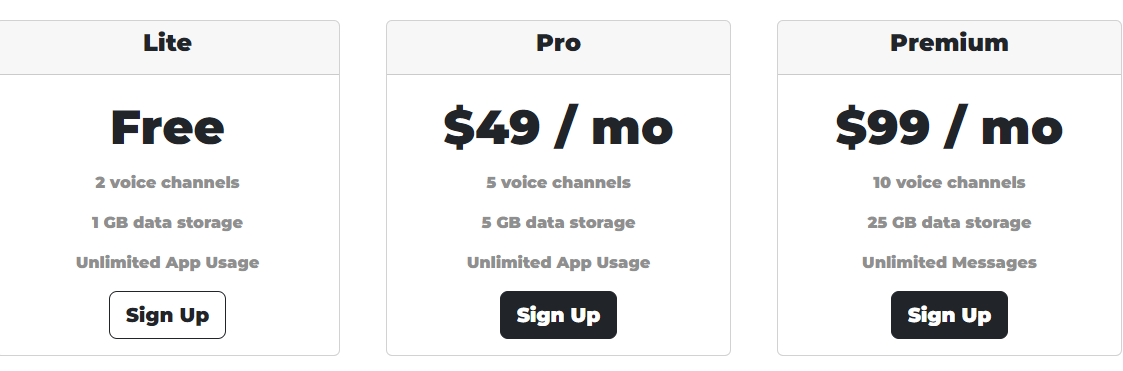 Lite
Free
2 voice channels
1 GB data storage
Unlimited App Usage
Sign Up
Pro
$49 / mo
5 voice channels
5 GB data storage
Unlimited App Usage
Sign Up
Premium
$99 / mo
10 voice channels
25 GB data storage
Unlimited Messages
Sign Up